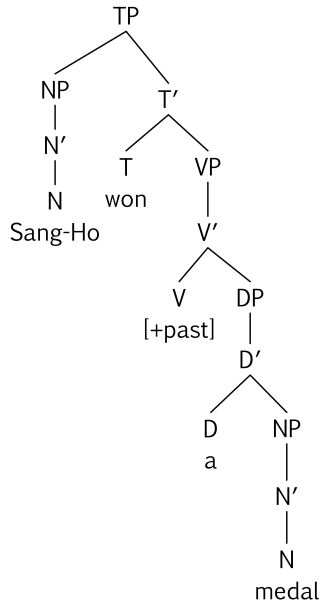 TP
NP T′
N′ T VP
N won
Sang-Ho V′
V DP
[+past]
D′
D NP
a
N′
N
medal